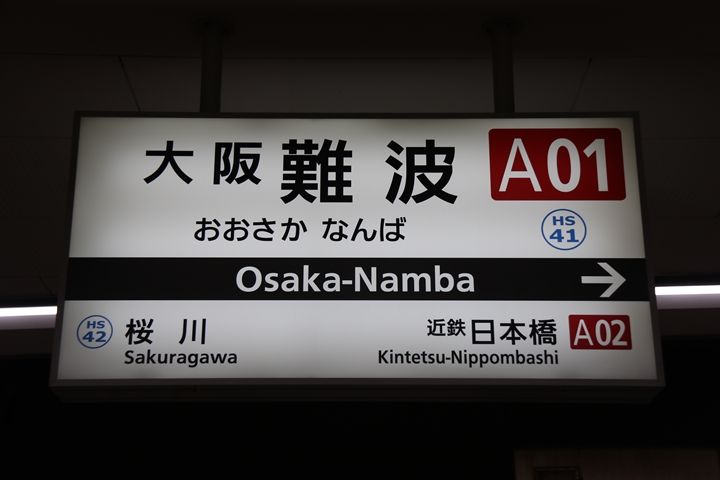 大阪難波 A01
おおさか なんば HS 41
Osaka-Namba →
HS 42 桜川 近鉄日本橋 A02
Sakuragawa Kintetsu-Nippombashi